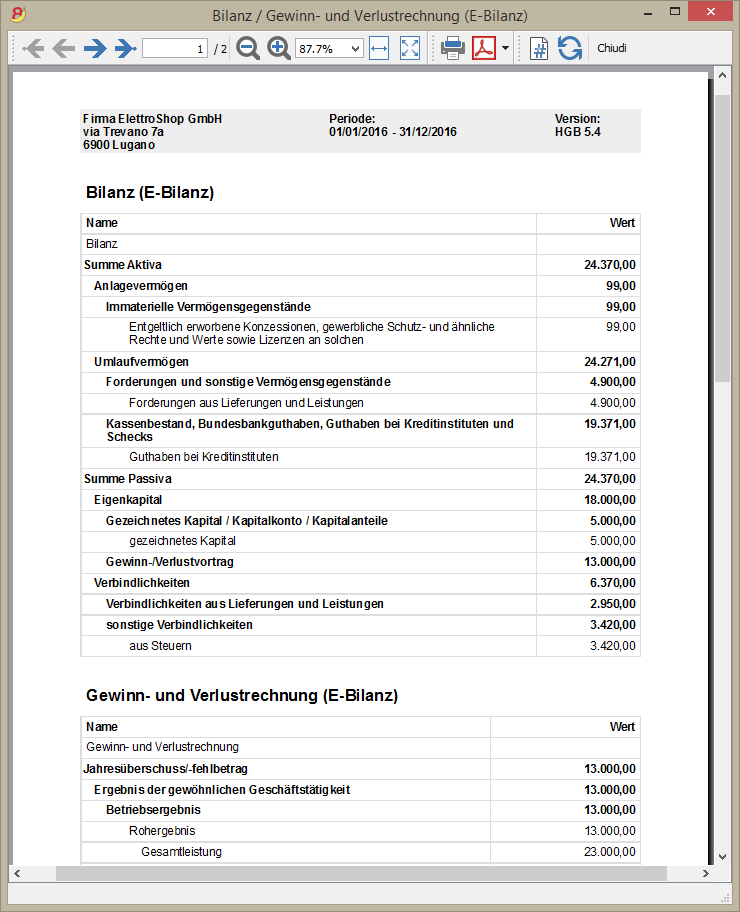 Bilanz / Gewinn- und Verlustrechnung (E-Bilanz)
1 / 2 87.7% Chiudi
Firma ElettroShop GmbH Periode: Version:
via Trevano 7a 01/01/2016 - 31/12/2016 HGB 5.4
6900 Lugano
Bilanz (E-Bilanz)
Name Wert
Bilanz
Summe Aktiva 24.370,00
Anlagevermögen 99,00
Immaterielle Vermögensgegenstände 99,00
Entgeltlich erworbene Konzessionen, gewerbliche Schutz- und ähnliche 99,00
Rechte und Werte sowie Lizenzen an solchen
Umlaufvermögen 24.271,00
Forderungen und sonstige Vermögensgegenstände 4.900,00
Forderungen aus Lieferungen und Leistungen 4.900,00
Kassenbestand, Bundesbankguthaben, Guthaben bei Kreditinstituten und 19.371,00
Schecks
Guthaben bei Kreditinstituten 19.371,00
Summe Passiva 24.370,00
Eigenkapital 18.000,00
Gezeichnetes Kapital / Kapitalkonto / Kapitalanteile 5.000,00
gezeichnetes Kapital 5.000,00
Gewinn-/Verlustvortrag 13.000,00
Verbindlichkeiten 6.370,00
Verbindlichkeiten aus Lieferungen und Leistungen 2.950,00
sonstige Verbindlichkeiten 3.420,00
aus Steuern 3.420,00
Gewinn- und Verlustrechnung (E-Bilanz)
Name Wert
Gewinn- und Verlustrechnung
Jahresüberschuss/-fehlbetrag 13.000,00
Ergebnis der gewöhnlichen Geschäftstätigkeit 13.000,00
Betriebsergebnis 13.000,00
Rohergebnis 13.000,00
Gesamtleistung 23.000,00